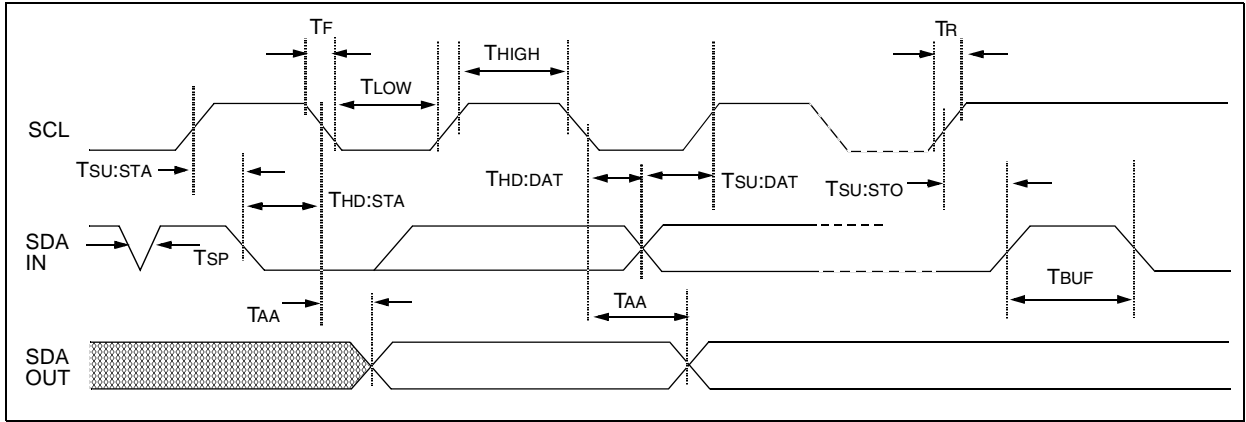 TF
TR
THIGH
TLOW
SCL
TSU:STA
THD:STA
THD:DAT
TSU:DAT
TSU:STO
SDA
IN
TSP
TBUF
TAA
TAA
SDA
OUT